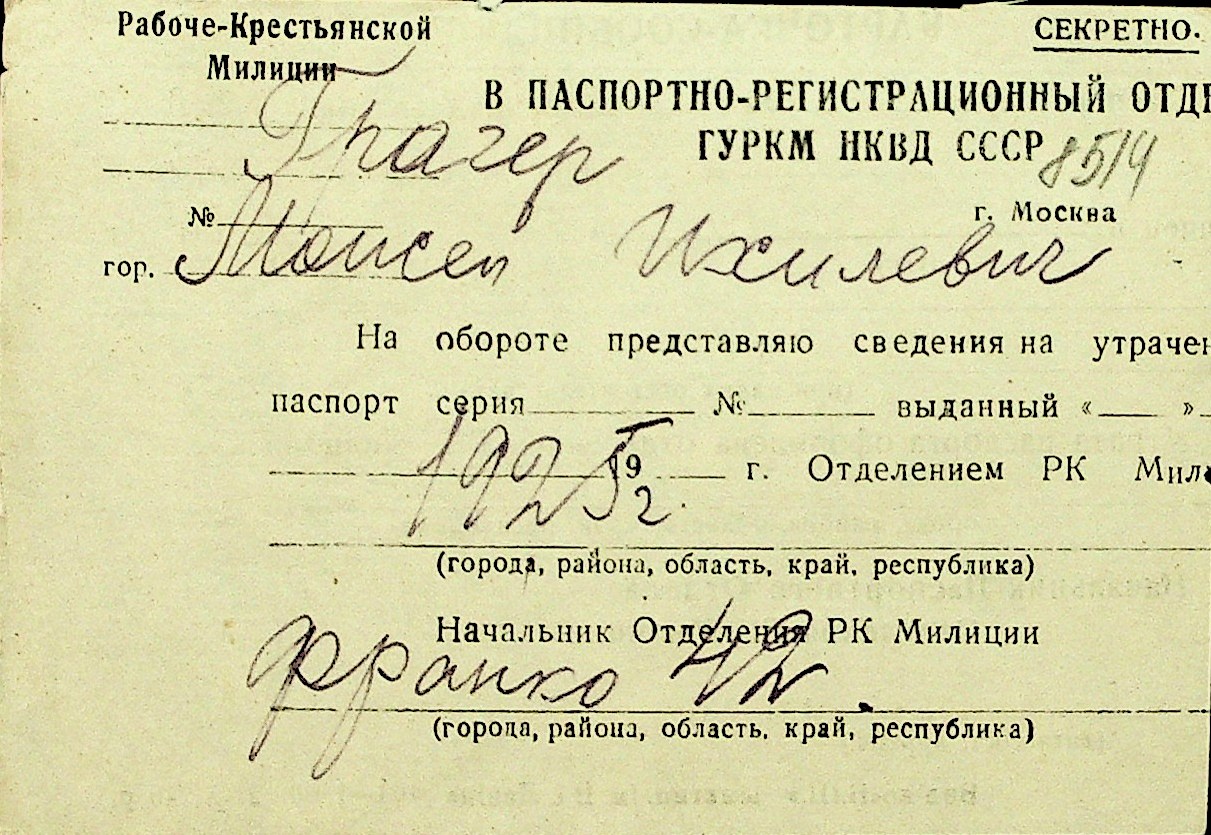 Рабоче-Крестьянской
Милиции
СЕКРЕТНО.
В ПАСПОРТНО-РЕГИСТРАЦИОННЫЙ ОТДЕ
ГУРКМ НКВД СССР
8514
Грагер
№
г. Москва
гор. Моисей Ихилевич
На обороте представляю сведения на утрачен
паспорт серия № выданный « »
1925 г.
19 г. Отделением РК Мили
(города, района, область, край, республика)
Начальник Отделения РК Милиции
Франко 42.
(города, района, область, край, республика)